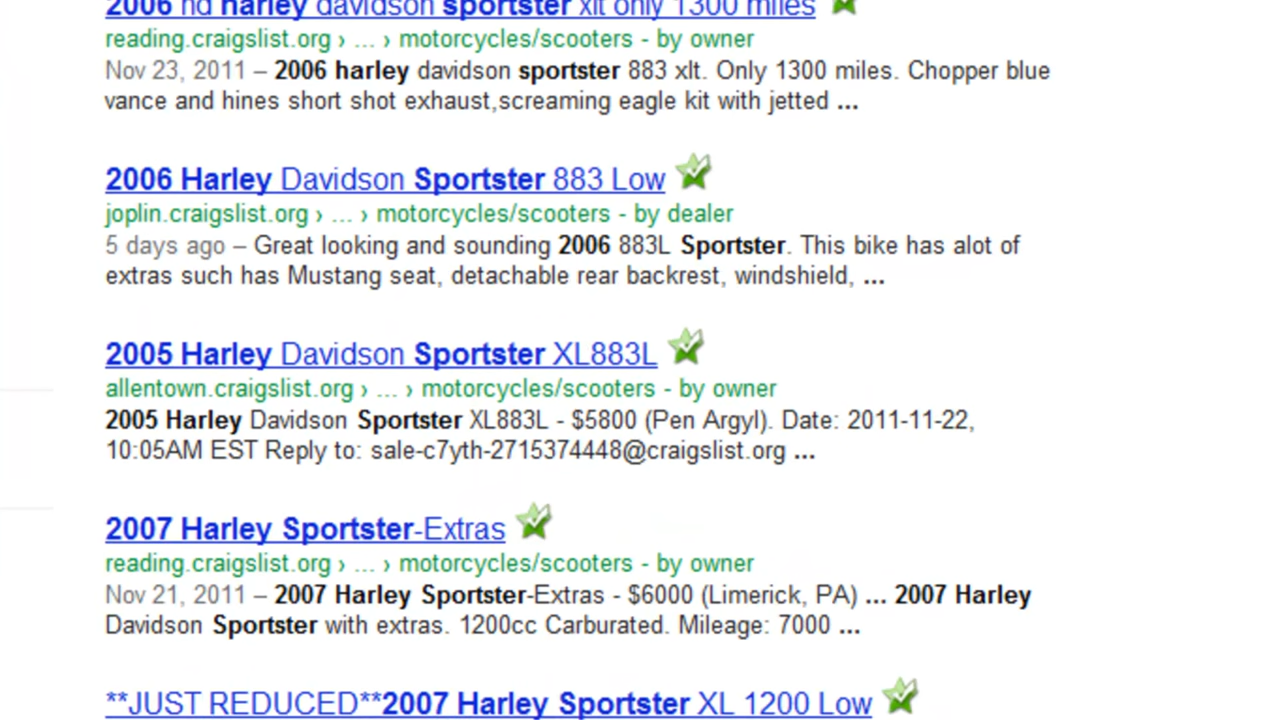 2006 hd harley davidson sportster xlt only 1300 miles
reading.craigslist.org › ... › motorcycles/scooters - by owner
Nov 23, 2011 – 2006 harley davidson sportster 883 xlt. Only 1300 miles. Chopper blue
vance and hines short shot exhaust,screaming eagle kit with jetted ...
2006 Harley Davidson Sportster 883 Low
joplin.craigslist.org › ... › motorcycles/scooters - by dealer
5 days ago – Great looking and sounding 2006 883L Sportster. This bike has alot of
extras such has Mustang seat, detachable rear backrest, windshield, ...
2005 Harley Davidson Sportster XL883L
allentown.craigslist.org › ... › motorcycles/scooters - by owner
2005 Harley Davidson Sportster XL883L - $5800 (Pen Argyl). Date: 2011-11-22,
10:05AM EST Reply to: sale-c7yth-2715374448@craigslist.org ...
2007 Harley Sportster-Extras
reading.craigslist.org › ... › motorcycles/scooters - by owner
Nov 21, 2011 – 2007 Harley Sportster-Extras - $6000 (Limerick, PA) ... 2007 Harley
Davidson Sportster with extras. 1200cc Carburated. Mileage: 7000 ...
**JUST REDUCED**2007 Harley Sportster XL 1200 Low